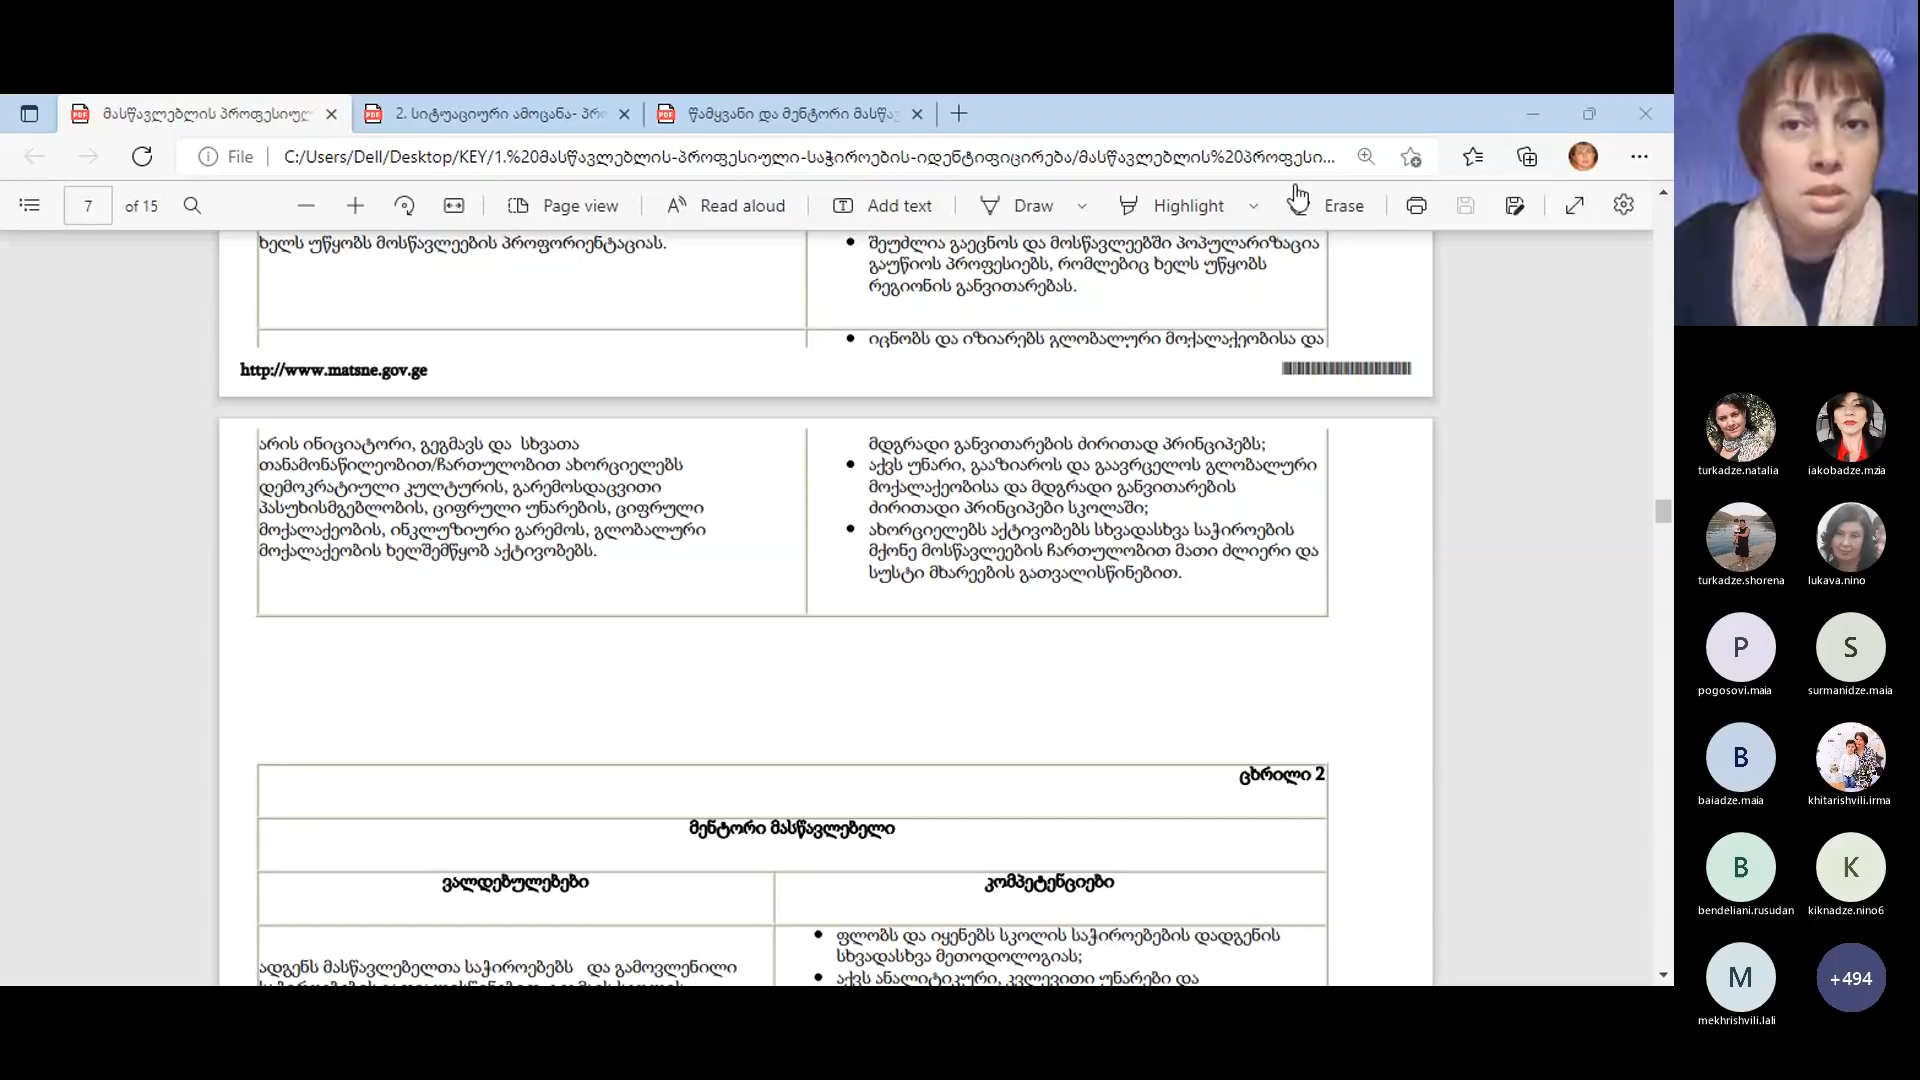 მასწავლებლის პროფესიულ
2. სიტუაციური ამოცანა- პრო
წამყვანი და მენტორი მასწა
File
C:/Users/Dell/Desktop/KEY/1.%20მასწავლებლის-პროფესიული-საჭიროების-იდენტიფიცირება/მასწავლებლის%20პროფესი...
7 of 15
Page view
Read aloud
Add text
Draw
Highlight
Erase
ხელს უწყობს მოსწავლეების პროფორიენტაციას.
• შეუძლია გაეცნოს და მოსწავლეებში პოპულარიზაცია
გაუწიოს პროფესიებს, რომლებიც ხელს უწყობს
რეგიონის განვითარებას.
• იცნობს და იზიარებს გლობალური მოქალაქეობისა და
http://www.matsne.gov.ge
არის ინიციატორი, გეგმავს და სხვათა
თანამონაწილეობით/ჩართულობით ახორციელებს
დემოკრატიული კულტურის, გარემოსდაცვითი
პასუხისმგებლობის, ციფრული უნარების, ციფრული
მოქალაქეობის, ინკლუზიური გარემოს, გლობალური
მოქალაქეობის ხელშემწყობ აქტივობებს.
მდგრადი განვითარების ძირითად პრინციპებს;
• აქვს უნარი, გააზიაროს და გაავრცელოს გლობალური
მოქალაქეობისა და მდგრადი განვითარების
ძირითადი პრინციპები სკოლაში;
• ახორციელებს აქტივობებს სხვადასხვა საჭიროების
მქონე მოსწავლეების ჩართულობით მათი ძლიერი და
სუსტი მხარეების გათვალისწინებით.
ცხრილი 2
მენტორი მასწავლებელი
ვალდებულებები
კომპეტენციები
ადგენს მასწავლებელთა საჭიროებებს და გამოვლენილი
• ფლობს და იყენებს სკოლის საჭიროებების დადგენის
სხვადასხვა მეთოდოლოგიას;
• აქვს ანალიტიკური, კვლევითი უნარები და
turkadze.natalia
iakobadze.mzia
turkadze.shorena
lukava.nino
P
S
pogosovi.maia
surmanidze.maia
B
baiadze.maia
khitarishvili.irma
B
K
bendeliani.rusudan
kiknadze.nino6
M
+494
mekhrishvili.lali